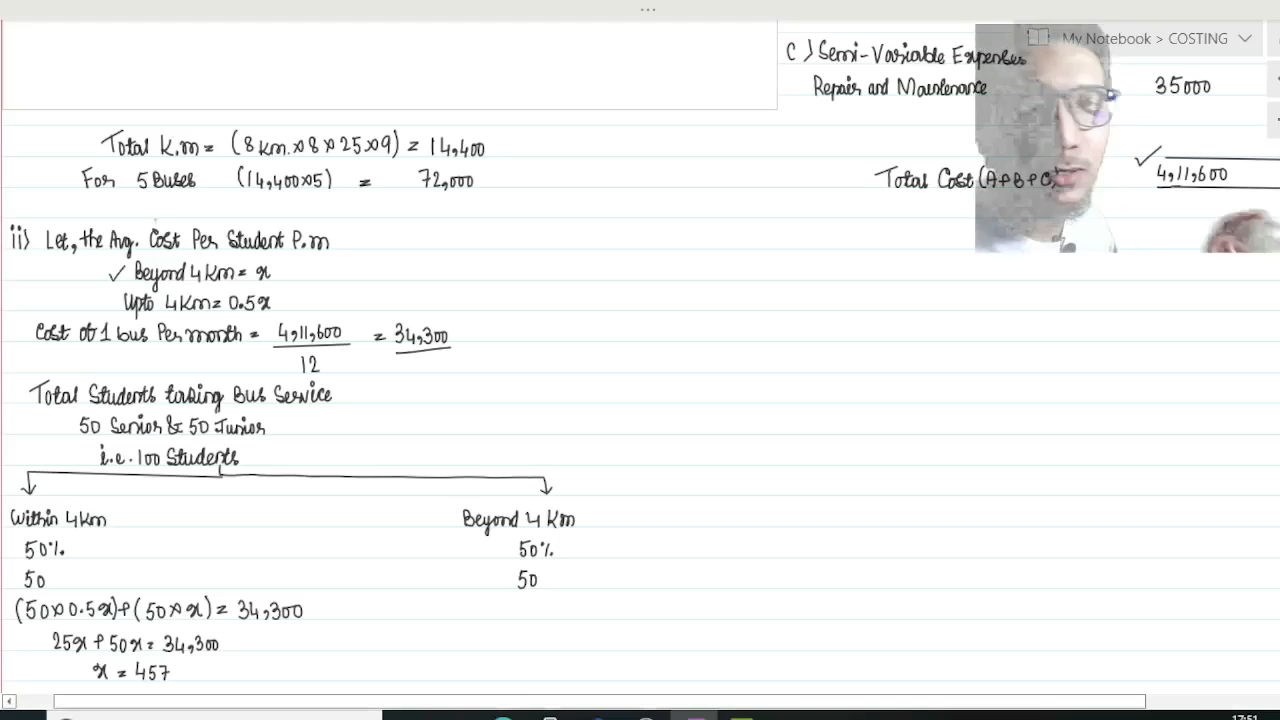 My Notebook > COSTING
C) Semi-Variable Expenses
Repair and Maintenance 35000
Total K.m = (8 Km. × 8 × 25 × 9) = 14,400
For 5 Buses (14,400×5) = 72,000
Total Cost (A+B+C) 4,11,600
ii) Let, the Avg. Cost Per Student P.m
✓ Beyond 4 Km = x
Upto 4Km = 0.5x
Cost of 1 bus Per month = 4,11,600 / 12 = 34,300
Total Students taking Bus Service
50 Senior & 50 Junior
i.e. 100 Students
Within 4Km Beyond 4 Km
50% 50%
50 50
(50×0.5x)+(50×x) = 34,300
25x + 50x = 34,300
x = 457
17:51